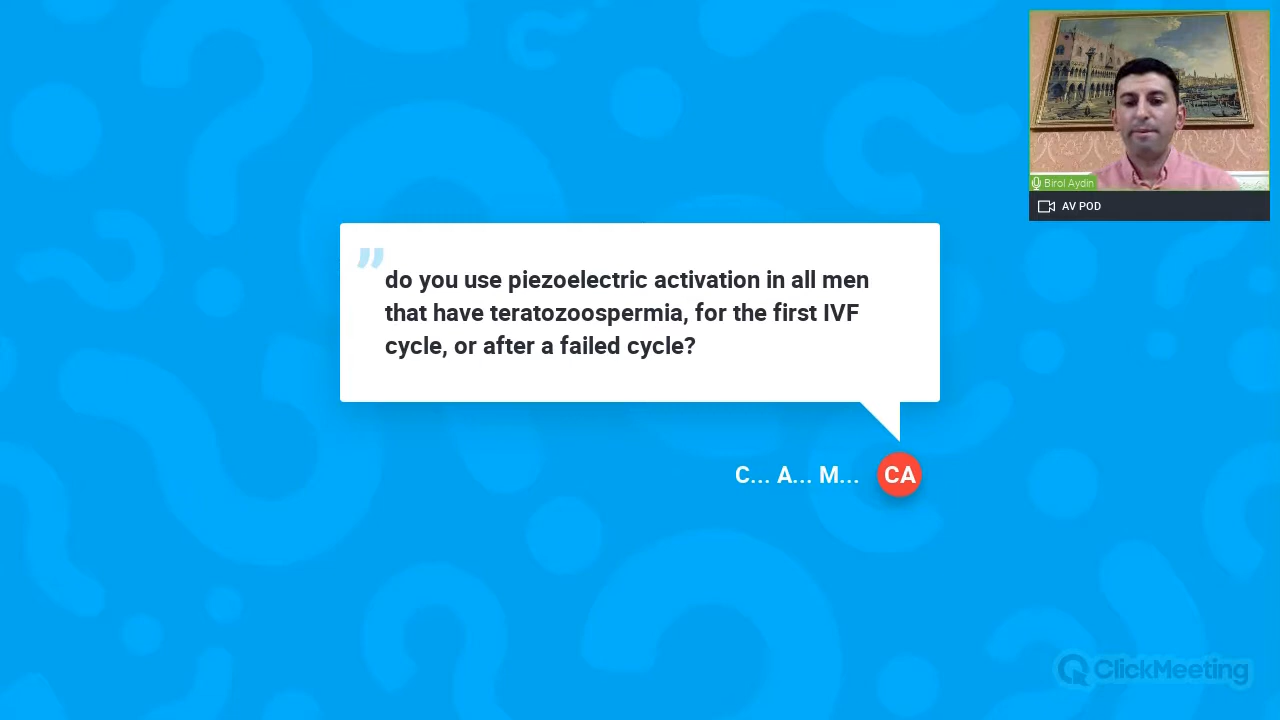 Birol Aydin
AV POD
do you use piezoelectric activation in all men
that have teratozoospermia, for the first IVF
cycle, or after a failed cycle?
C... A... M...
CA
ClickMeeting